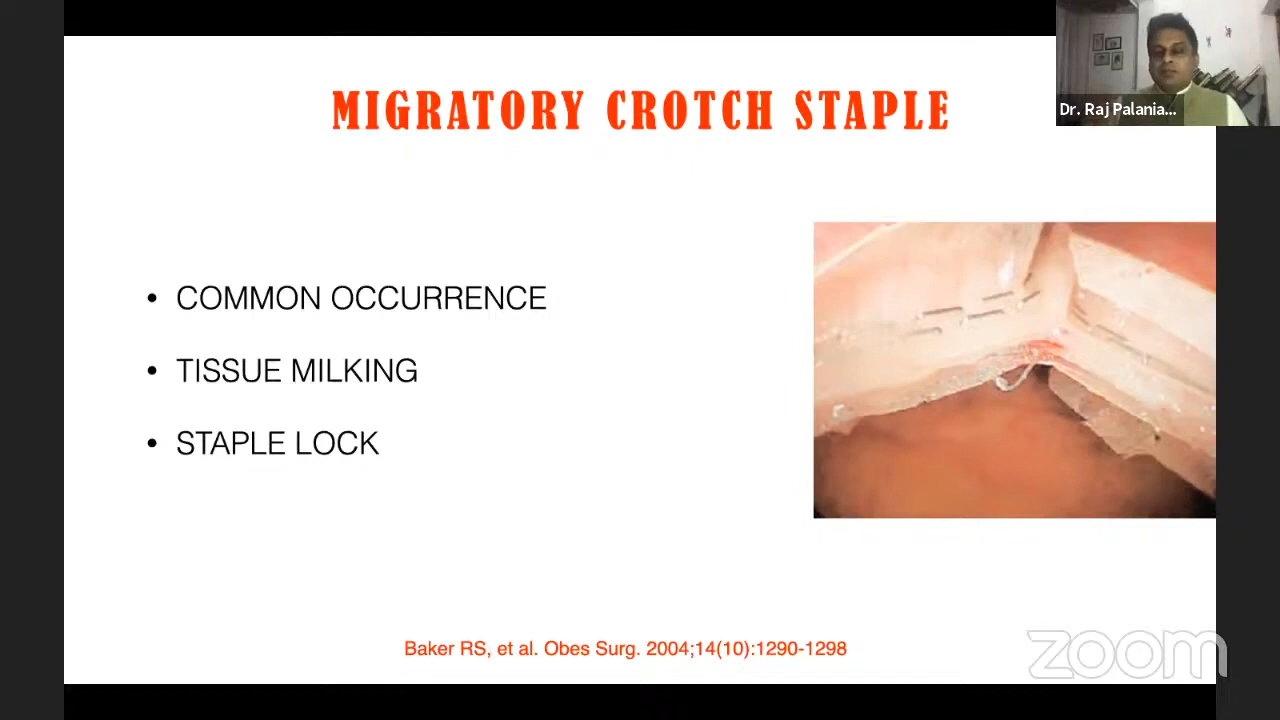 MIGRATORY CROTCH STAPLE
Dr. Raj Palania...
• COMMON OCCURRENCE
• TISSUE MILKING
• STAPLE LOCK
Baker RS, et al. Obes Surg. 2004;14(10):1290-1298
zoom